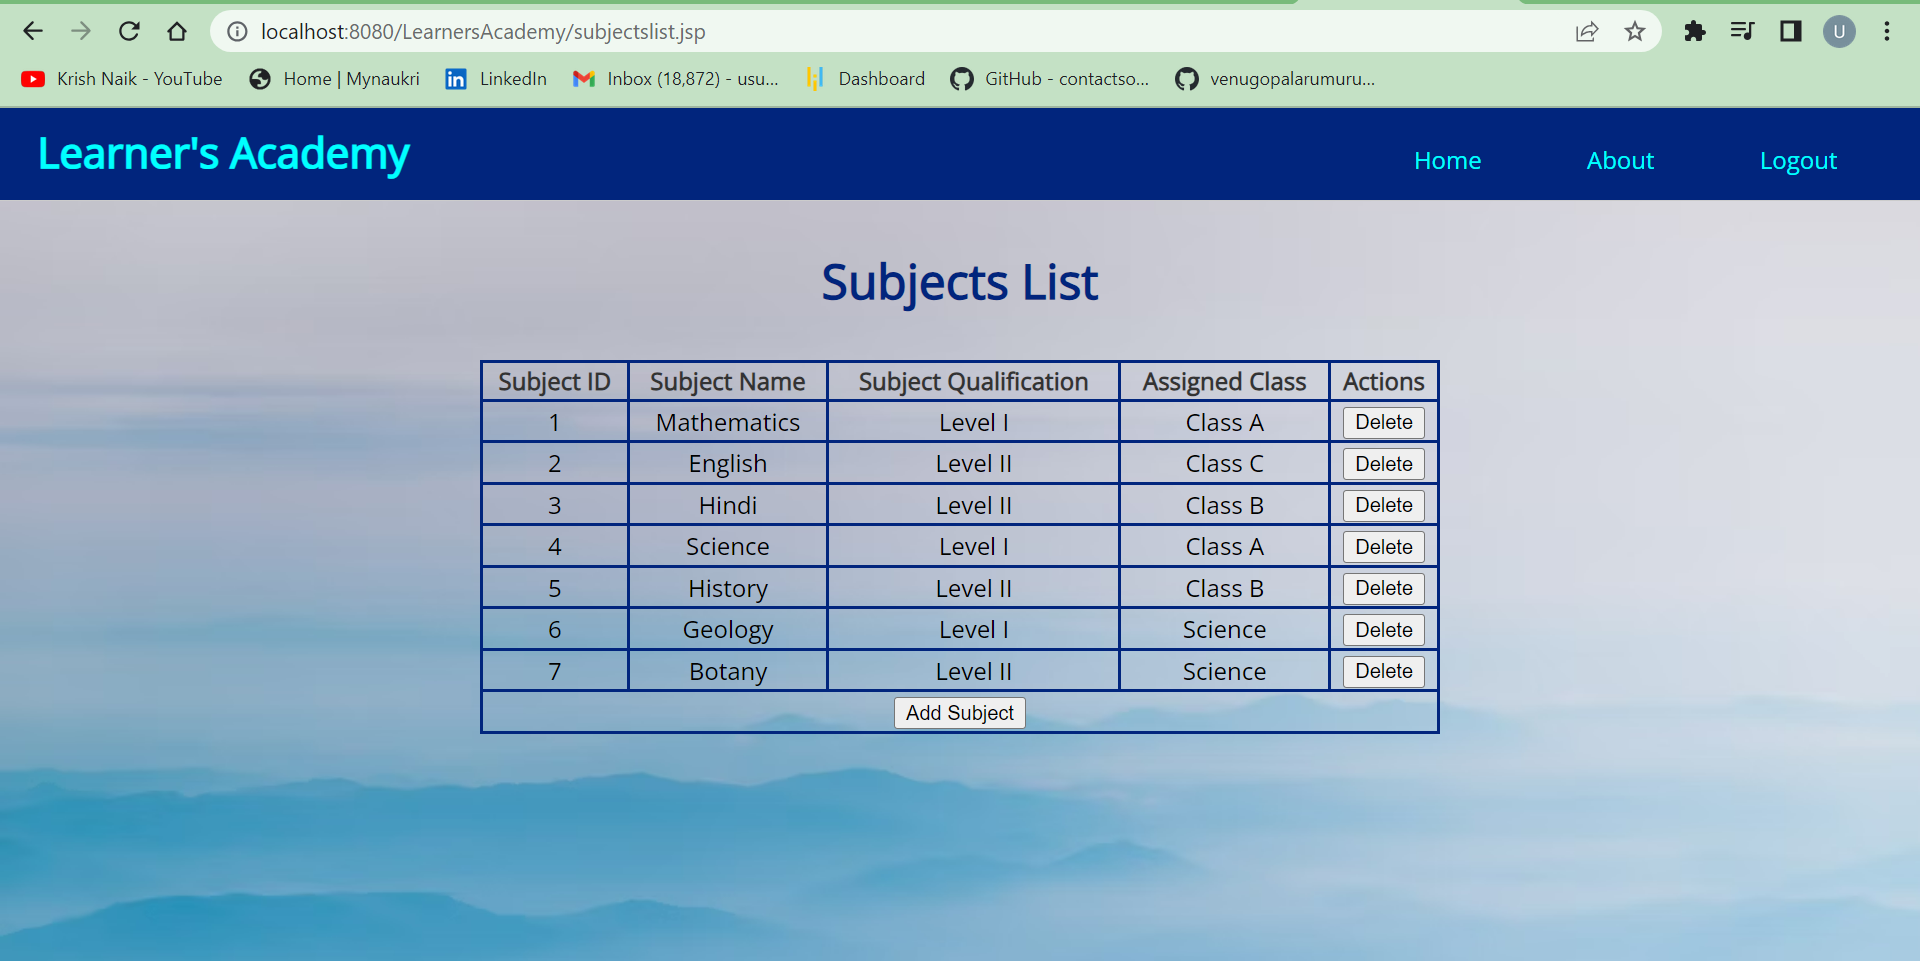 localhost:8080/LearnersAcademy/subjectslist.jsp U
Krish Naik - YouTube Home | Mynaukri LinkedIn Inbox (18,872) - usu... Dashboard GitHub - contactso... venugopalarumuru...
Learner's Academy Home About Logout
Subjects List
Subject ID Subject Name Subject Qualification Assigned Class Actions
1 Mathematics Level I Class A Delete
2 English Level II Class C Delete
3 Hindi Level II Class B Delete
4 Science Level I Class A Delete
5 History Level II Class B Delete
6 Geology Level I Science Delete
7 Botany Level II Science Delete
Add Subject